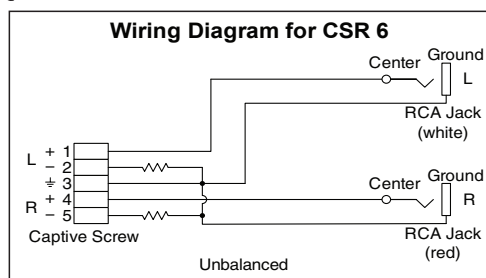 Wiring Diagram for CSR 6
Center Ground
L
RCA Jack
(white)
L + 1
− 2
⏚ 3
R + 4
− 5
Captive Screw
Center Ground
R
RCA Jack
(red)
Unbalanced